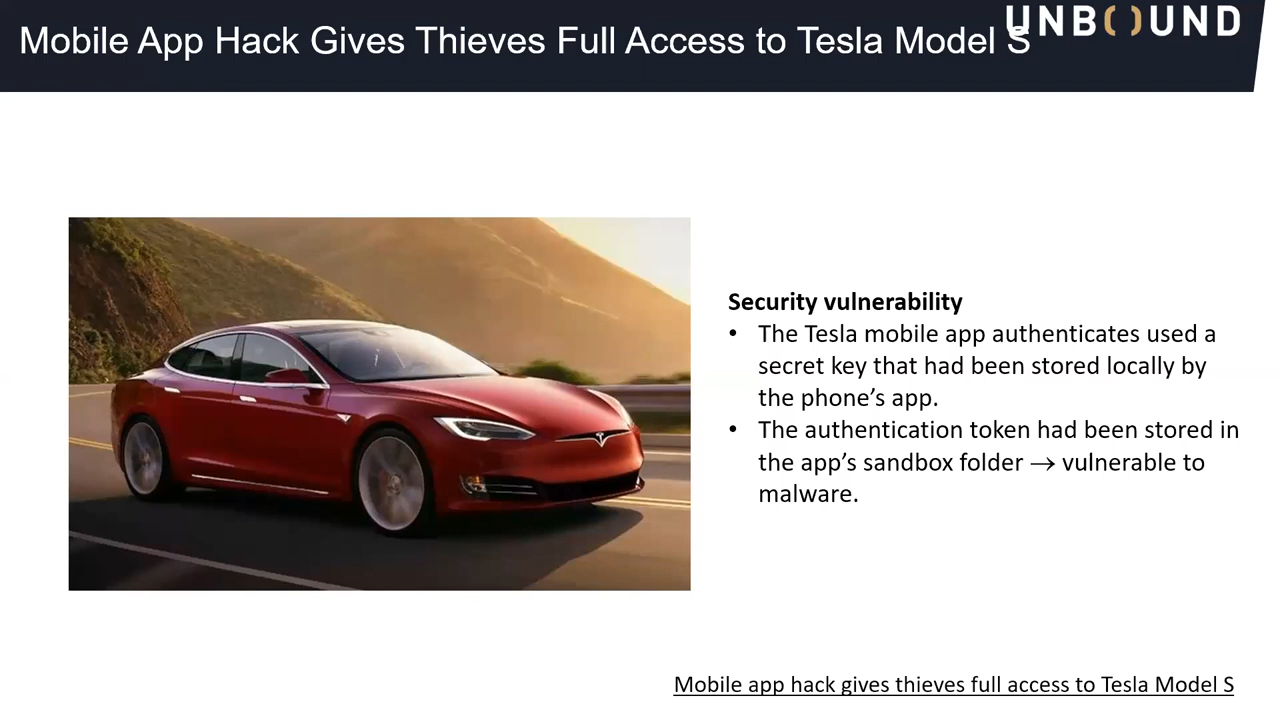 Mobile App Hack Gives Thieves Full Access to Tesla Model S
UNBOUND
Security vulnerability
• The Tesla mobile app authenticates used a
secret key that had been stored locally by
the phone’s app.
• The authentication token had been stored in
the app’s sandbox folder → vulnerable to
malware.
Mobile app hack gives thieves full access to Tesla Model S